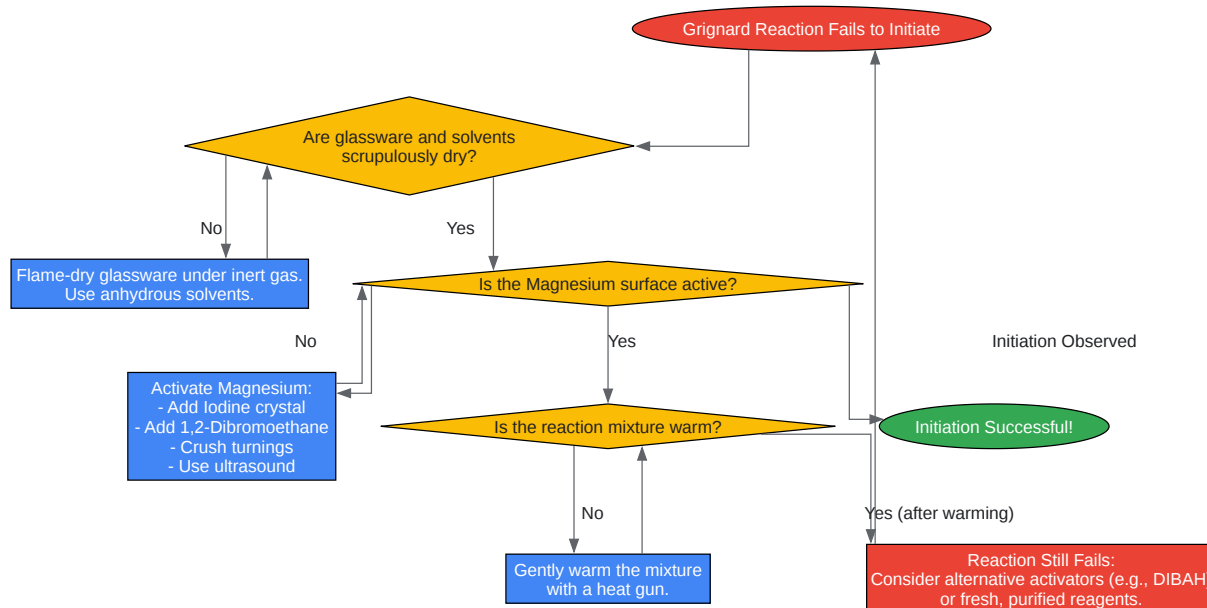 Grignard Reaction Fails to Initiate
Are glassware and solvents
scrupulously dry?
No
Yes
Flame-dry glassware under inert gas.
Use anhydrous solvents.
Is the Magnesium surface active?
No
Yes
Initiation Observed
Activate Magnesium:
- Add Iodine crystal
- Add 1,2-Dibromoethane
- Crush turnings
- Use ultrasound
Is the reaction mixture warm?
Initiation Successful!
No
Yes (after warming)
Gently warm the mixture
with a heat gun.
Reaction Still Fails:
Consider alternative activators (e.g., DIBAH
or fresh, purified reagents.